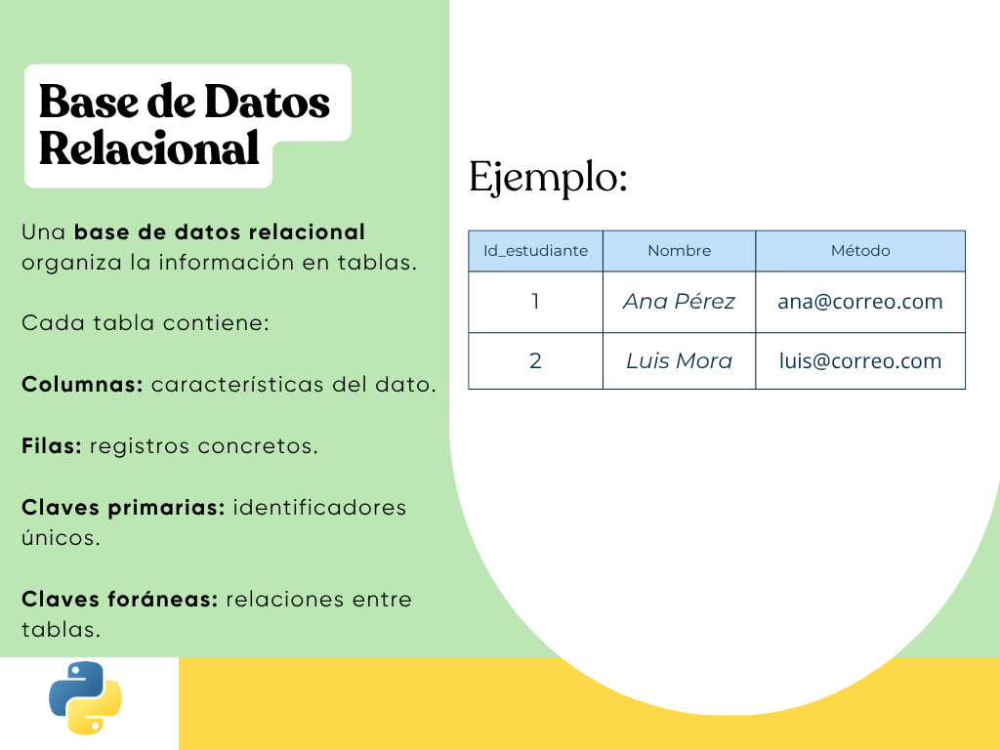 Base de Datos
Relacional
Una base de datos relacional
organiza la información en tablas.
Cada tabla contiene:
Columnas: características del dato.
Filas: registros concretos.
Claves primarias: identificadores
únicos.
Claves foráneas: relaciones entre
tablas.
Ejemplo:
Id_estudiante Nombre Método
1 Ana Pérez ana@correo.com
2 Luis Mora luis@correo.com